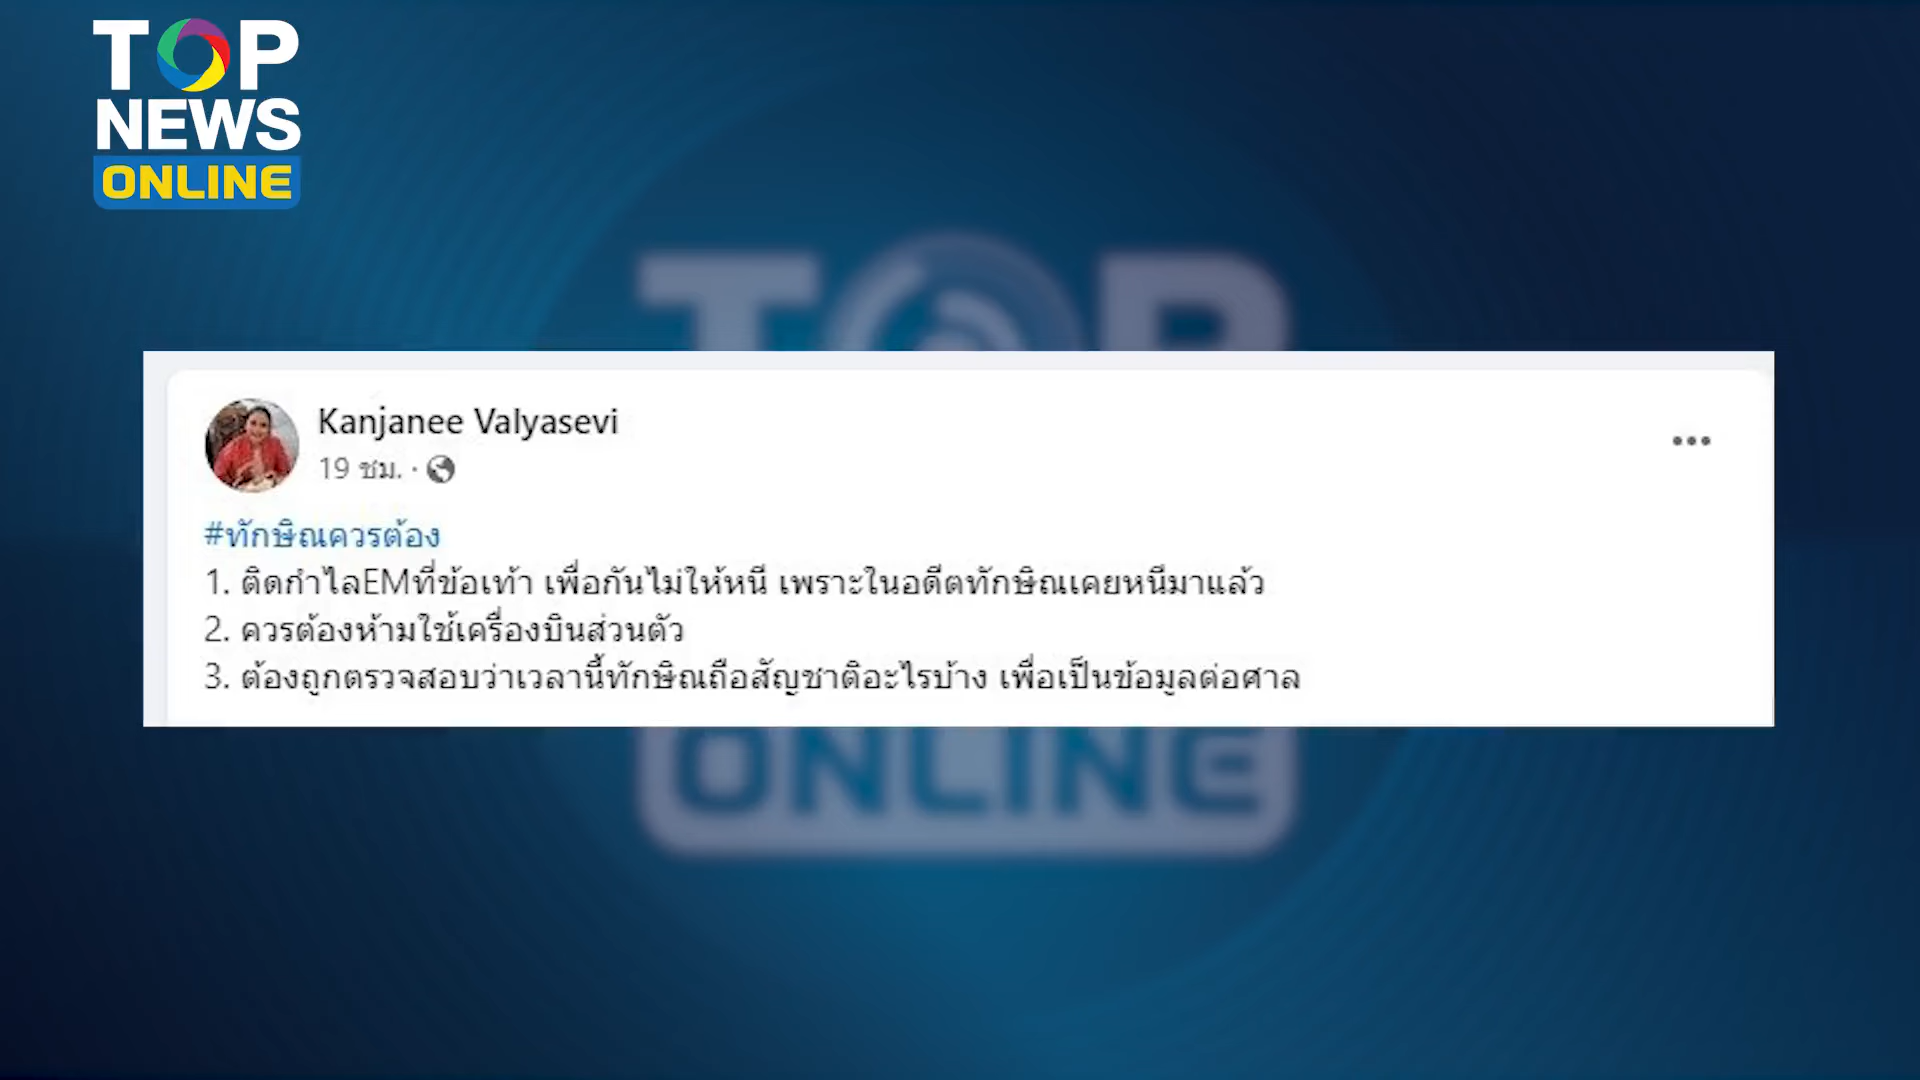 TOP
NEWS
ONLINE
TOP
Kanjanee Valyasevi
19 ชม. ·
#ทักษิณควรต้อง
1. ติดกำไลEMที่ข้อเท้า เพื่อกันไม่ให้หนี เพราะในอดีตทักษิณเคยหนีมาแล้ว
2. ควรต้องห้ามใช้เครื่องบินส่วนตัว
3. ต้องถูกตรวจสอบว่าเวลานี้ทักษิณถือสัญชาติอะไรบ้าง เพื่อเป็นข้อมูลต่อศาล
ONLINE